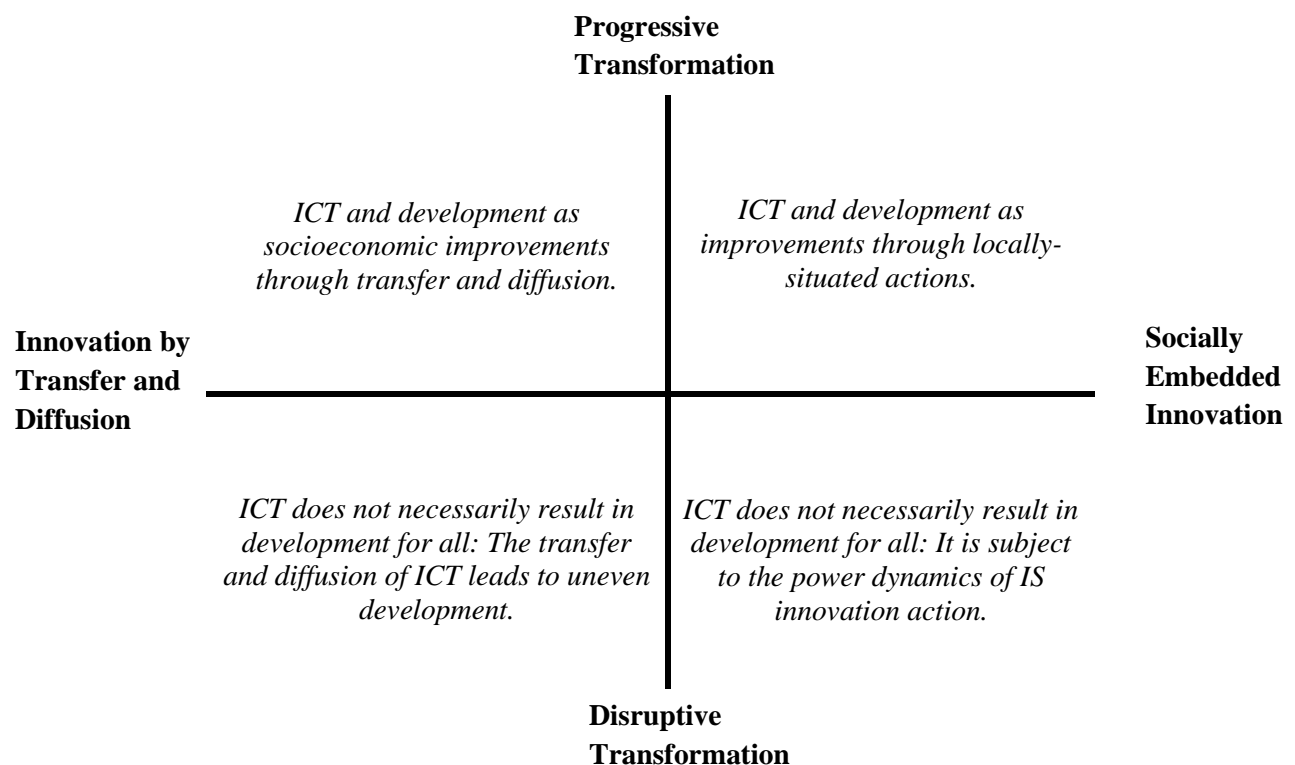 Progressive
Transformation
ICT and development as
socioeconomic improvements
through transfer and diffusion.
ICT and development as
improvements through locally-
situated actions.
Innovation by
Transfer and
Diffusion
Socially
Embedded
Innovation
ICT does not necessarily result in
development for all: The transfer
and diffusion of ICT leads to uneven
development.
ICT does not necessarily result in
development for all: It is subject
to the power dynamics of IS
innovation action.
Disruptive
Transformation